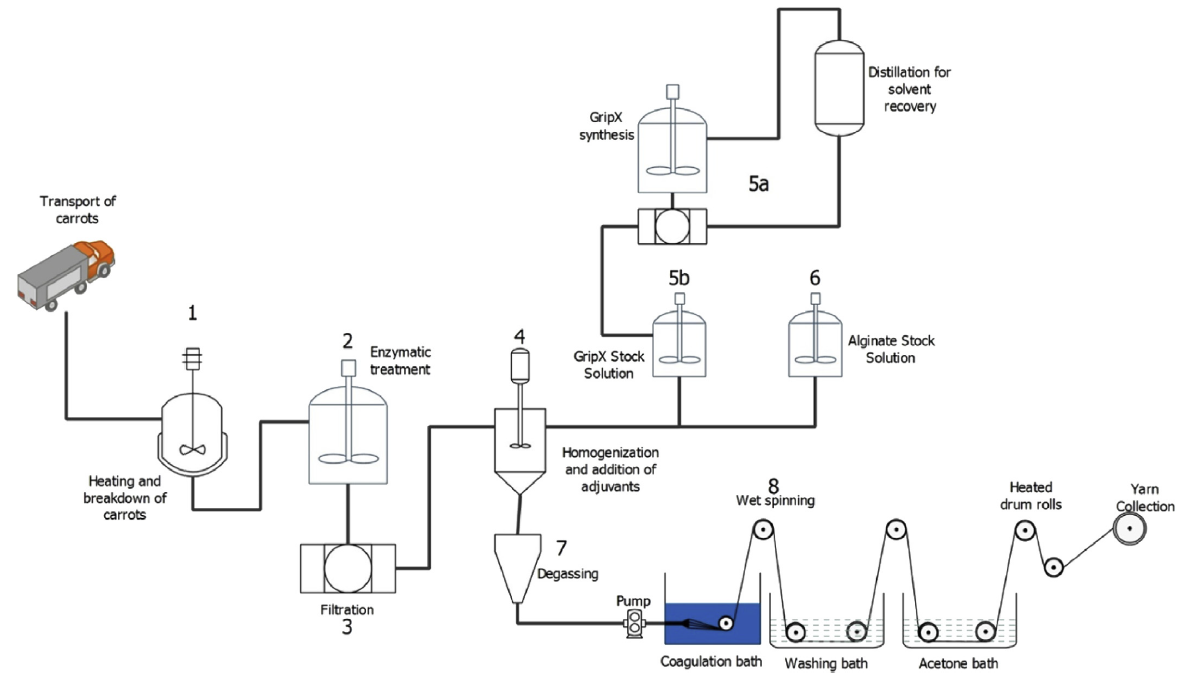 Distillation for
solvent
recovery
GripX
synthesis
5a
Transport of
carrots
5b
6
1
2
Enzymatic
treatment
4
GripX Stock
Solution
Alginate Stock
Solution
Heating and
breakdown of
carrots
Homogenization
and addition of
adjuvants
8
Wet spinning
Heated
drum rolls
Yarn
Collection
7
Degassing
Filtration
3
Pump
Coagulation bath
Washing bath
Acetone bath